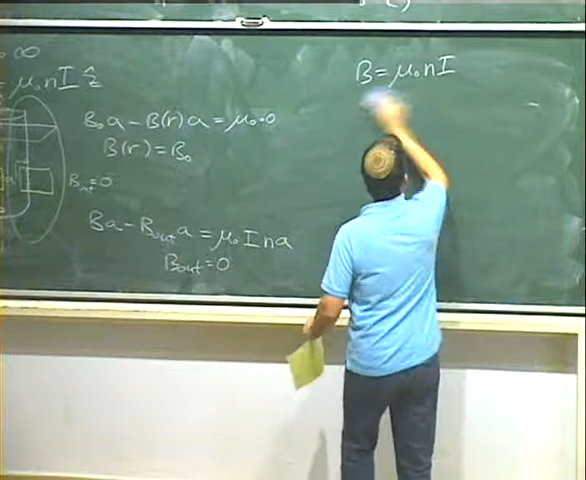 → ∞
= μ₀nI ẑ
B₀a - B(r)a = μ₀·0
B(r) = B₀
B_out = 0
Ba - B_out a = μ₀Ina
B_out = 0
B = μ₀nI